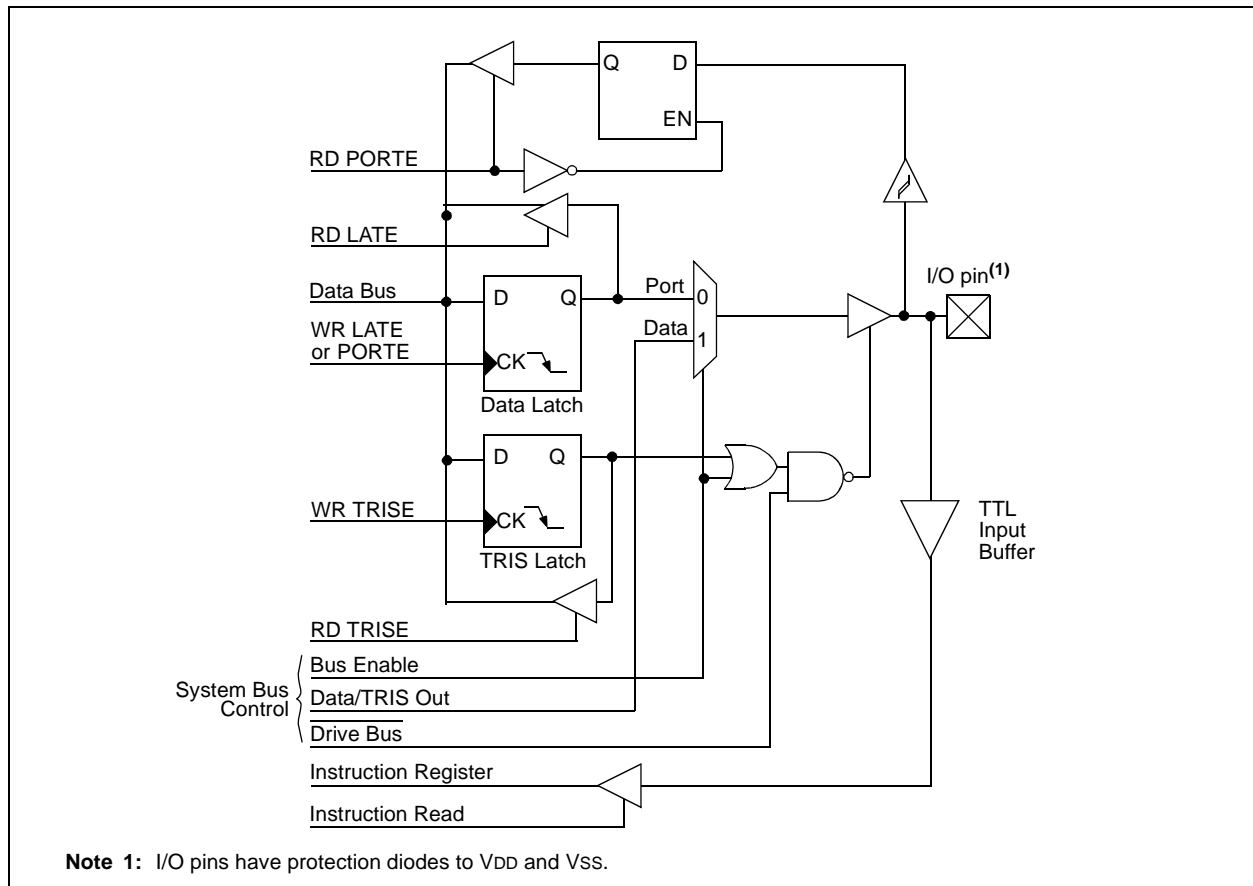 Q D
EN
RD PORTE
RD LATE
I/O pin(1)
Data Bus
D Q
Port
0
WR LATE
or PORTE
Data
1
CK
Data Latch
D Q
WR TRISE
CK
TRIS Latch
TTL
Input
Buffer
RD TRISE
System Bus
Control
Bus Enable
Data/TRIS Out
Drive Bus
Instruction Register
Instruction Read
Note 1: I/O pins have protection diodes to VDD and VSS.